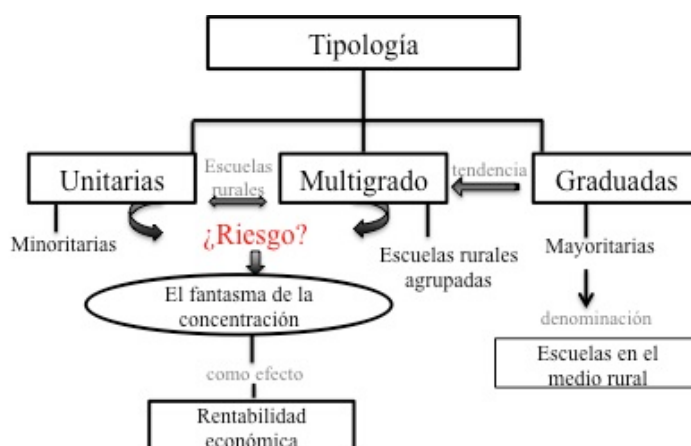 Tipología
Unitarias
Escuelas
rurales
Multigrado
tendencia
Graduadas
Minoritarias
¿Riesgo?
Escuelas rurales
agrupadas
Mayoritarias
El fantasma de la
concentración
denominación
Escuelas en el
medio rural
como efecto
Rentabilidad
económica